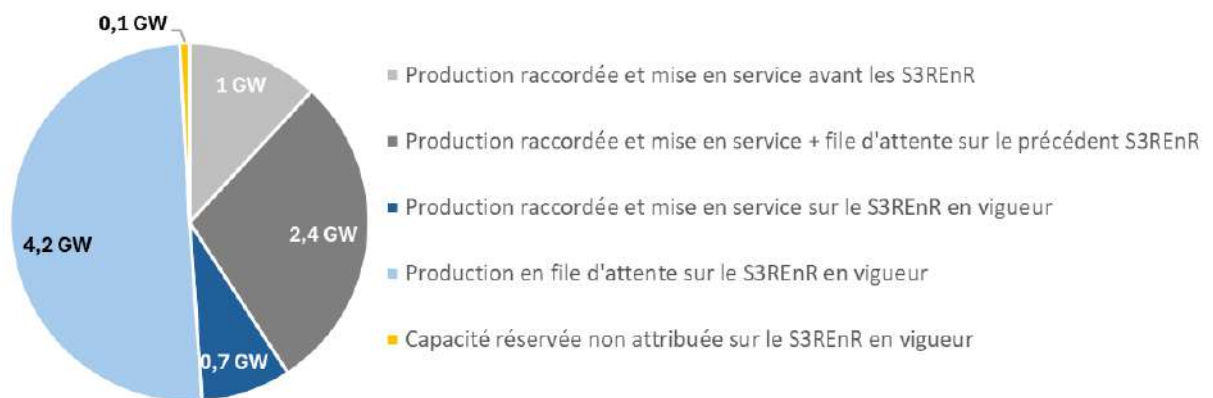 0,1 GW
1 GW
2,4 GW
0,7 GW
4,2 GW
Production raccordée et mise en service avant les S3REnR
Production raccordée et mise en service + file d'attente sur le précédent S3REnR
Production raccordée et mise en service sur le S3REnR en vigueur
Production en file d'attente sur le S3REnR en vigueur
Capacité réservée non attribuée sur le S3REnR en vigueur